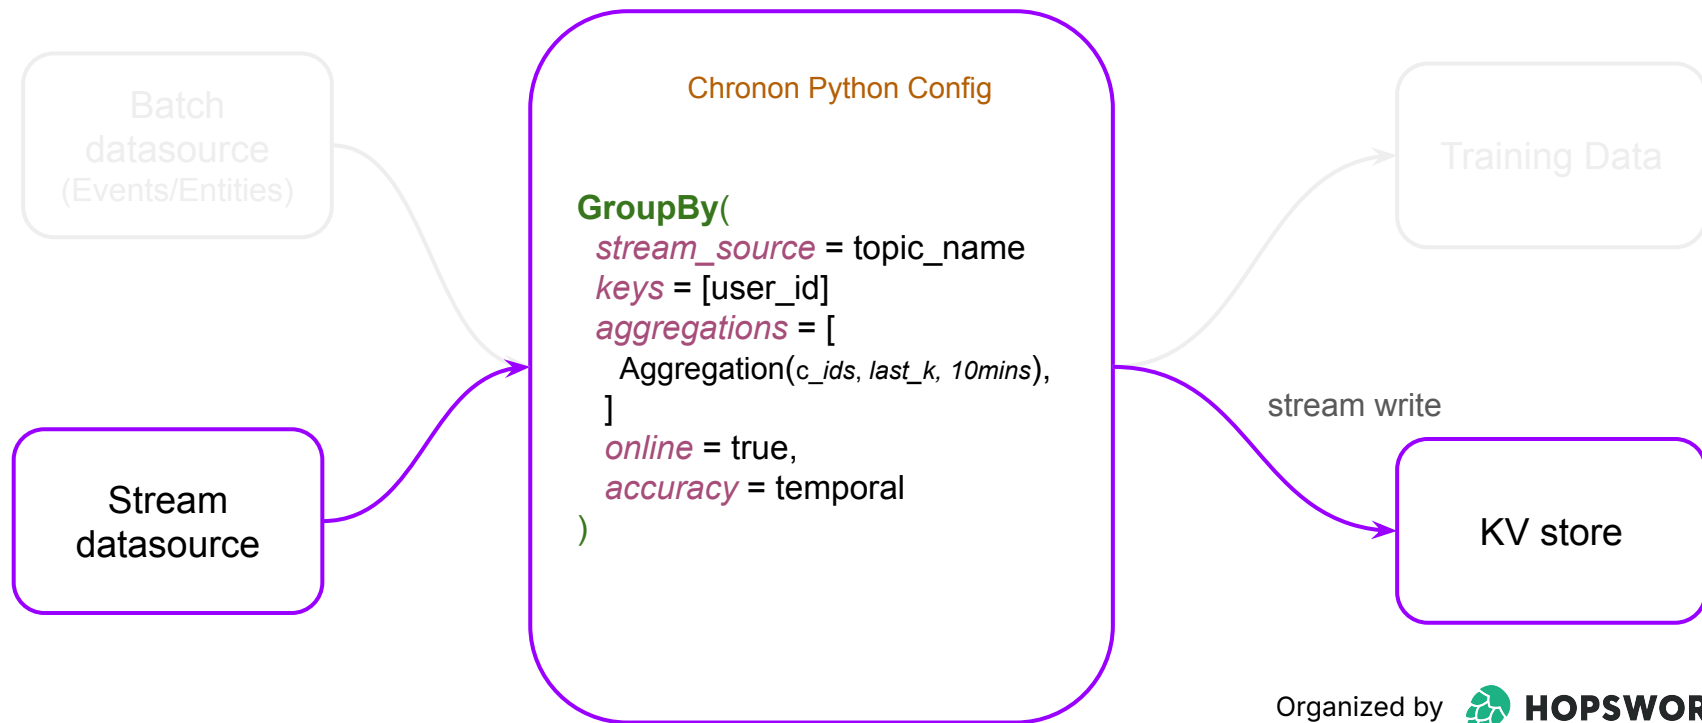 Batch
datasource
(Events/Entities)
Stream
datasource
Chronon Python Config
GroupBy(
stream_source = topic_name
keys = [user_id]
aggregations = [
Aggregation(c_ids, last_k, 10mins),
]
online = true,
accuracy = temporal
)
Training Data
stream write
KV store
Organized by
HOPSWOR